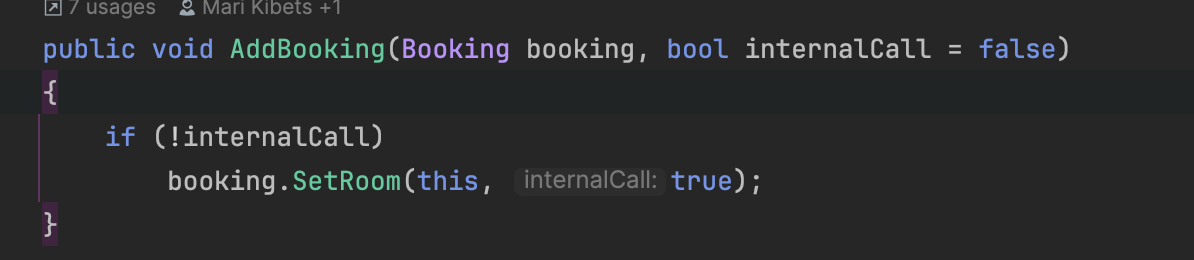 7 usages Mari Kibets +1
public void AddBooking(Booking booking, bool internalCall = false)
{
if (!internalCall)
booking.SetRoom(this, internalCall: true);
}